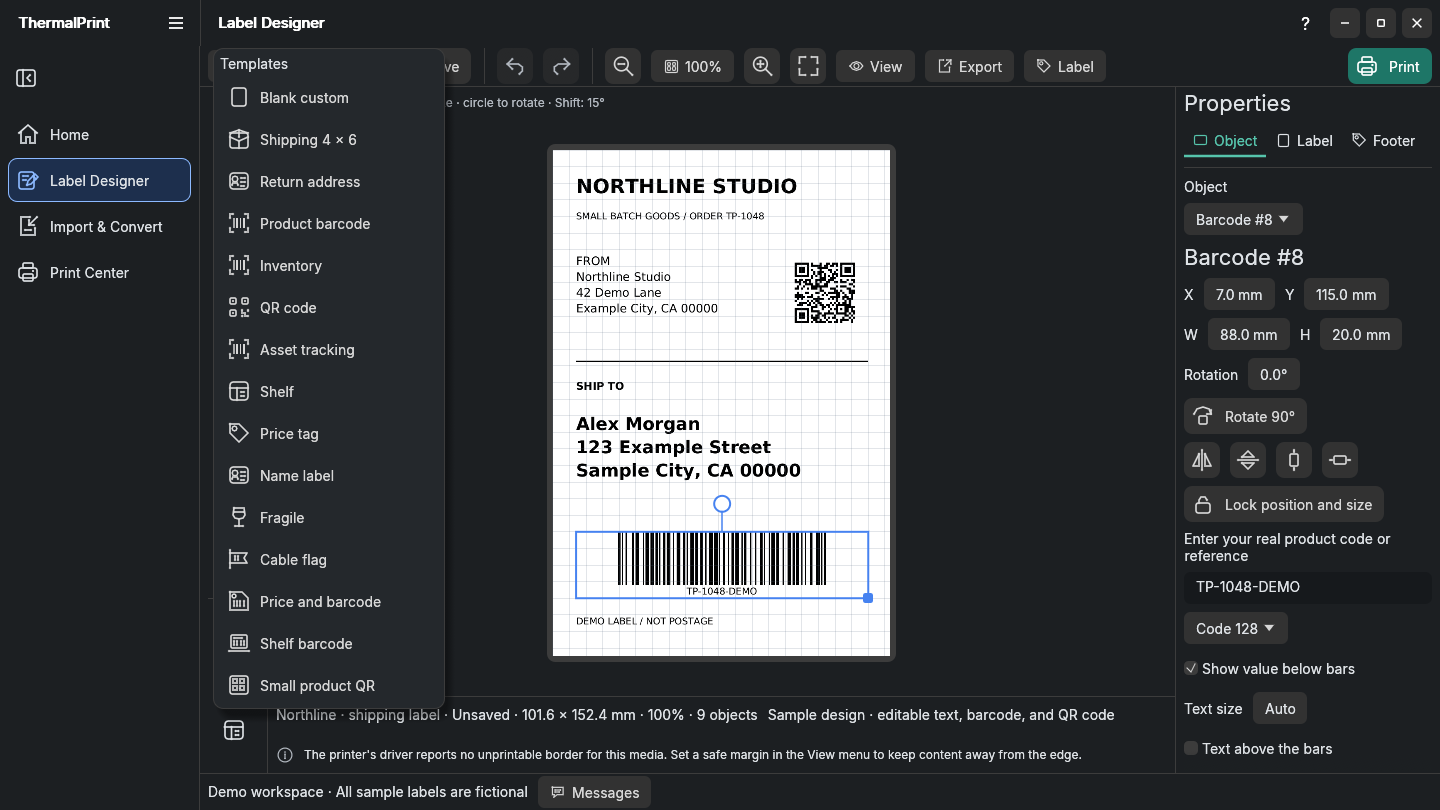 ThermalPrint
Label Designer
?
Home
Label Designer
Import & Convert
Print Center
Templates
Blank custom
Shipping 4 × 6
Return address
Product barcode
Inventory
QR code
Asset tracking
Shelf
Price tag
Name label
Fragile
Cable flag
Price and barcode
Shelf barcode
Small product QR
100%
View
Export
Label
Print
· circle to rotate · Shift: 15°
NORTHLINE STUDIO
SMALL BATCH GOODS / ORDER TP-1048
FROM
Northline Studio
42 Demo Lane
Example City, CA 00000
SHIP TO
Alex Morgan
123 Example Street
Sample City, CA 00000
TP-1048-DEMO
DEMO LABEL / NOT POSTAGE
Properties
Object Label Footer
Object
Barcode #8
Barcode #8
X 7.0 mm Y 115.0 mm
W 88.0 mm H 20.0 mm
Rotation 0.0°
Rotate 90°
Lock position and size
Enter your real product code or
reference
TP-1048-DEMO
Code 128
Show value below bars
Text size Auto
Text above the bars
Northline · shipping label · Unsaved · 101.6 × 152.4 mm · 100% · 9 objects Sample design · editable text, barcode, and QR code
The printer's driver reports no unprintable border for this media. Set a safe margin in the View menu to keep content away from the edge.
Demo workspace · All sample labels are fictional
Messages